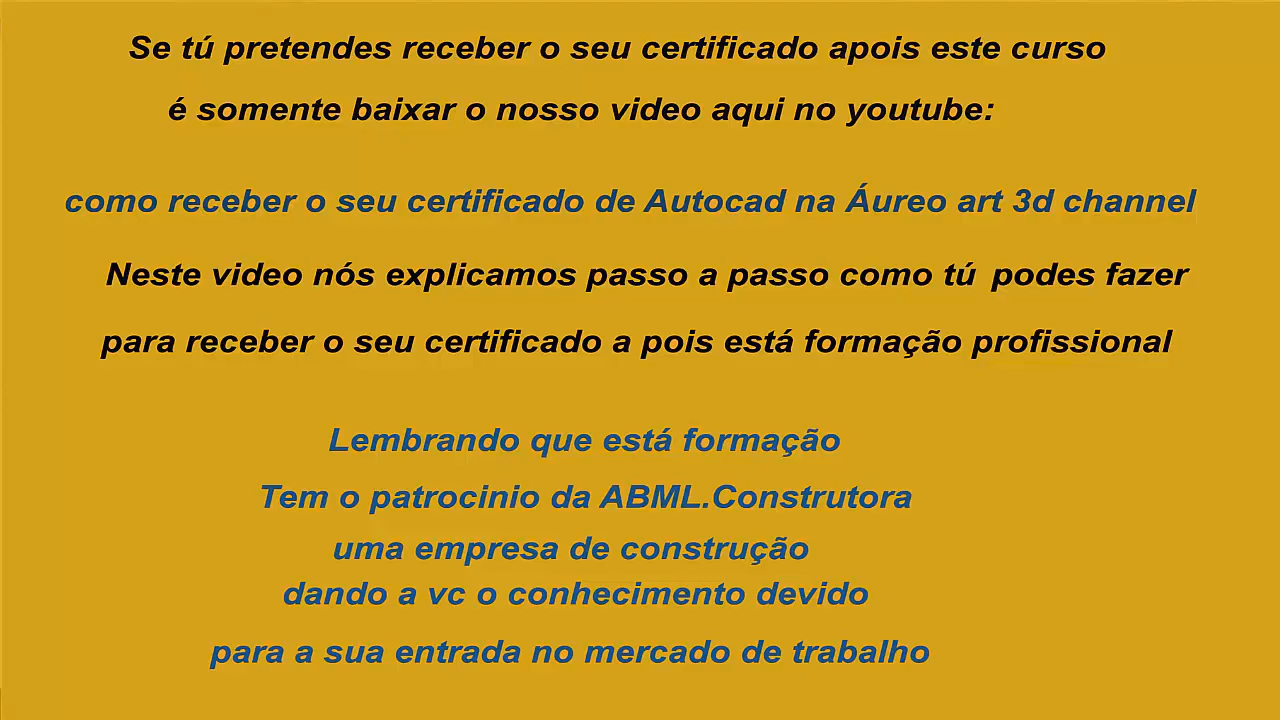 Se tú pretendes receber o seu certificado apois este curso
é somente baixar o nosso video aqui no youtube:
como receber o seu certificado de Autocad na Áureo art 3d channel
Neste video nós explicamos passo a passo como tú podes fazer
para receber o seu certificado a pois está formação profissional
Lembrando que está formação
Tem o patrocinio da ABML.Construtora
uma empresa de construção
dando a vc o conhecimento devido
para a sua entrada no mercado de trabalho